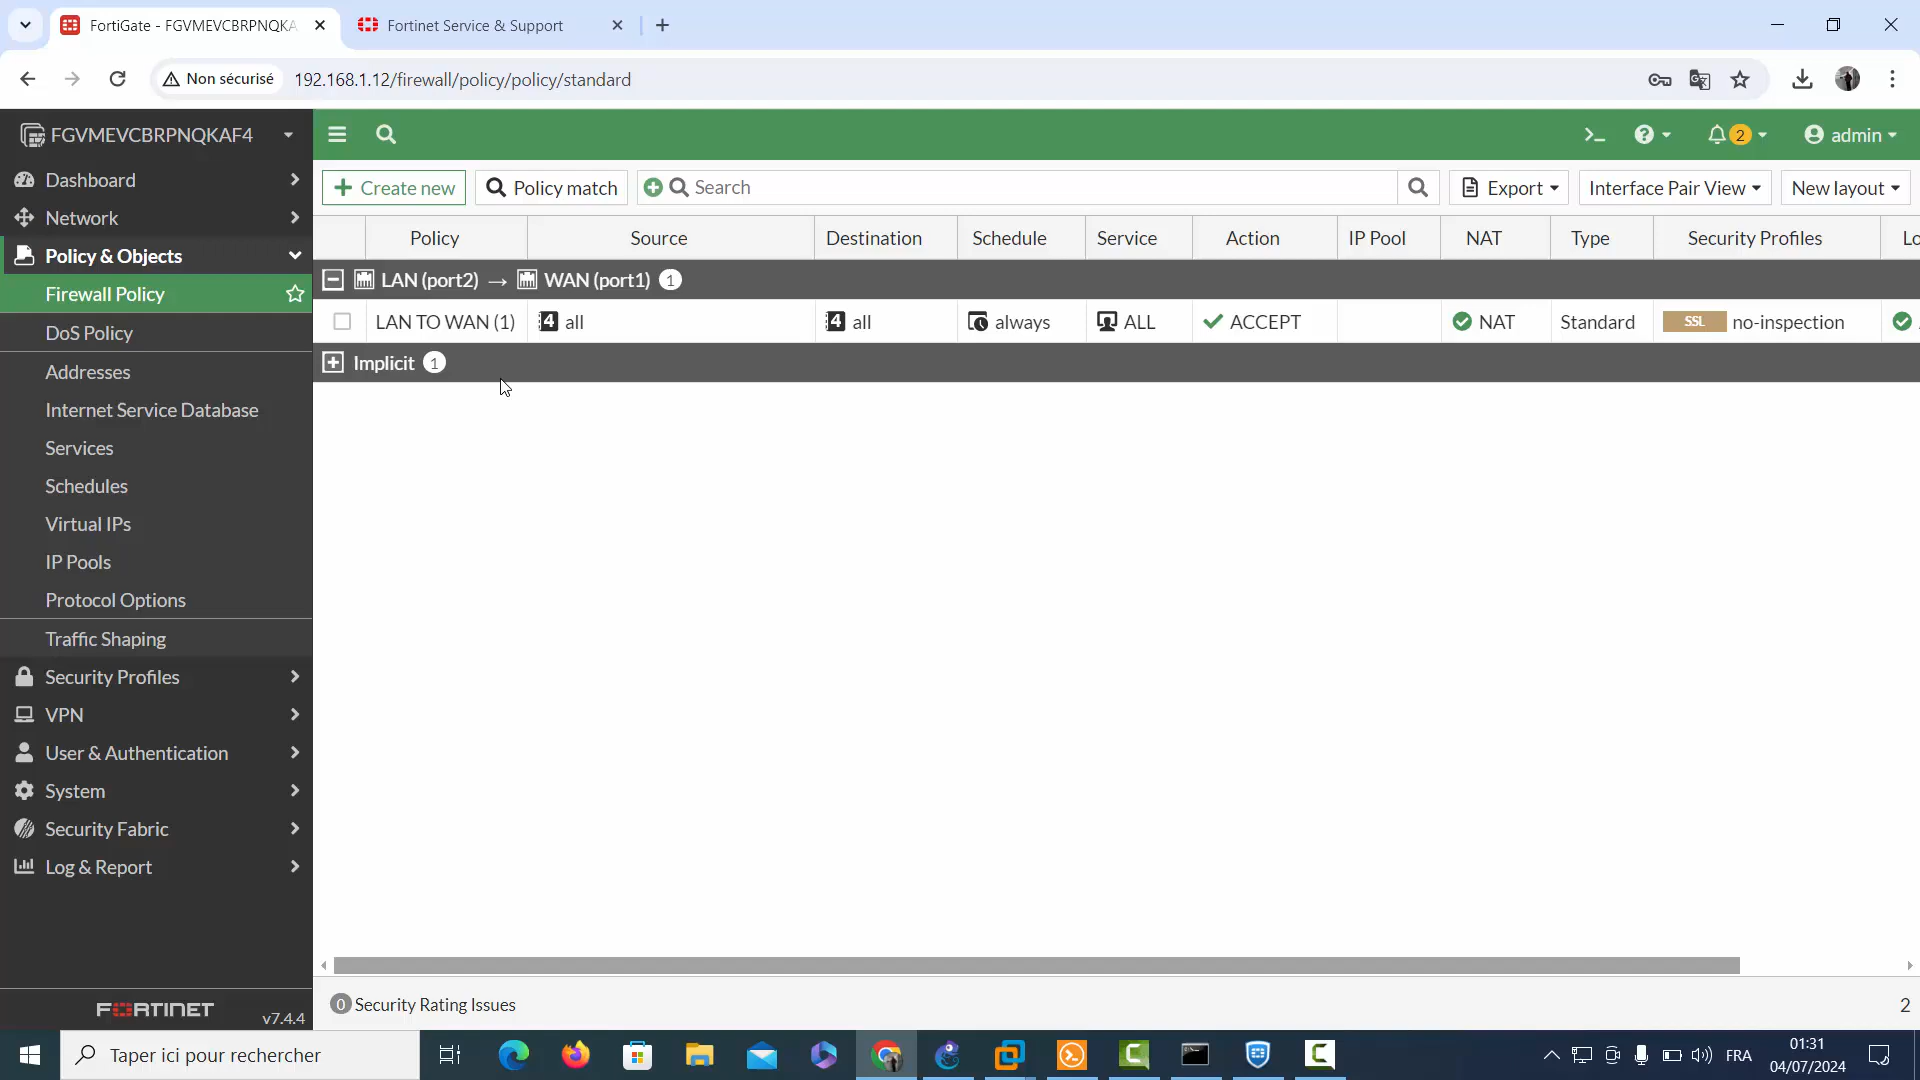 FortiGate - FGVMEVCBRPNQKA
Fortinet Service & Support
Non sécurisé
192.168.1.12/firewall/policy/policy/standard
FGVMEVCBRPNQKAF4
2
admin
Dashboard
Network
Policy & Objects
Firewall Policy
DoS Policy
Addresses
Internet Service Database
Services
Schedules
Virtual IPs
IP Pools
Protocol Options
Traffic Shaping
Security Profiles
VPN
User & Authentication
System
Security Fabric
Log & Report
FORTINET
v7.4.4
Create new
Policy match
Search
Export
Interface Pair View
New layout
Policy Source Destination Schedule Service Action IP Pool NAT Type Security Profiles Lo
LAN (port2) → WAN (port1) 1
LAN TO WAN (1) 4 all 4 all always ALL ACCEPT NAT Standard SSL no-inspection
Implicit 1
0 Security Rating Issues
2
Taper ici pour rechercher
FRA
01:31
04/07/2024